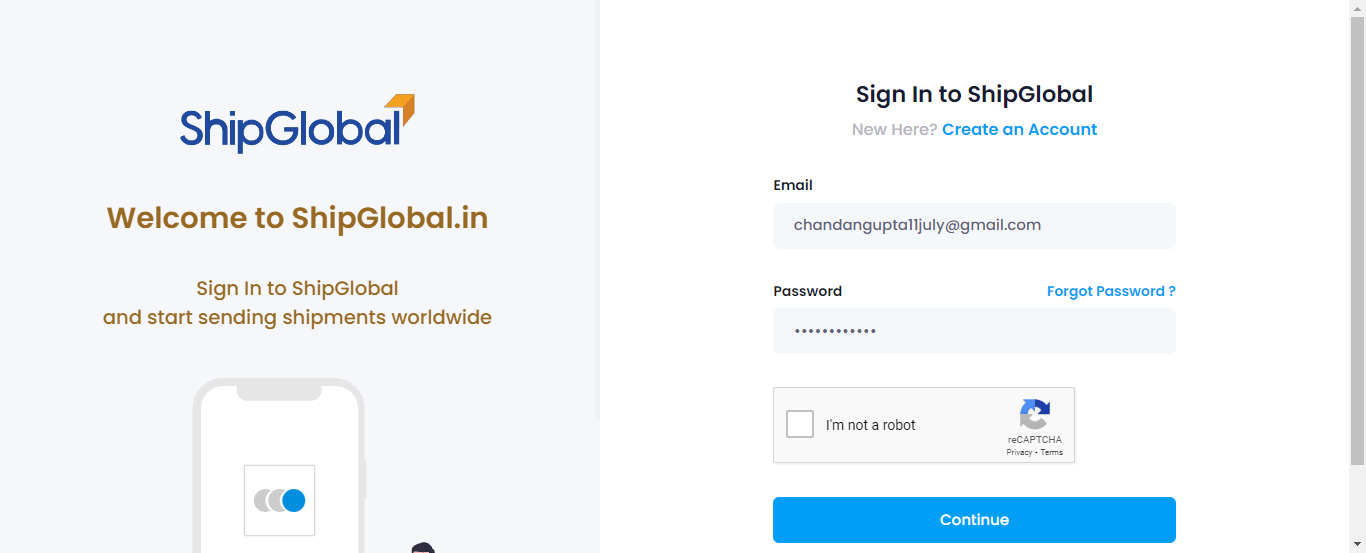 ShipGlobal
Welcome to ShipGlobal.in
Sign In to ShipGlobal
and start sending shipments worldwide
Sign In to ShipGlobal
New Here? Create an Account
Email
chandangupta11july@gmail.com
Password Forgot Password ?
••••••••••••
I'm not a robot
reCAPTCHA
Privacy - Terms
Continue